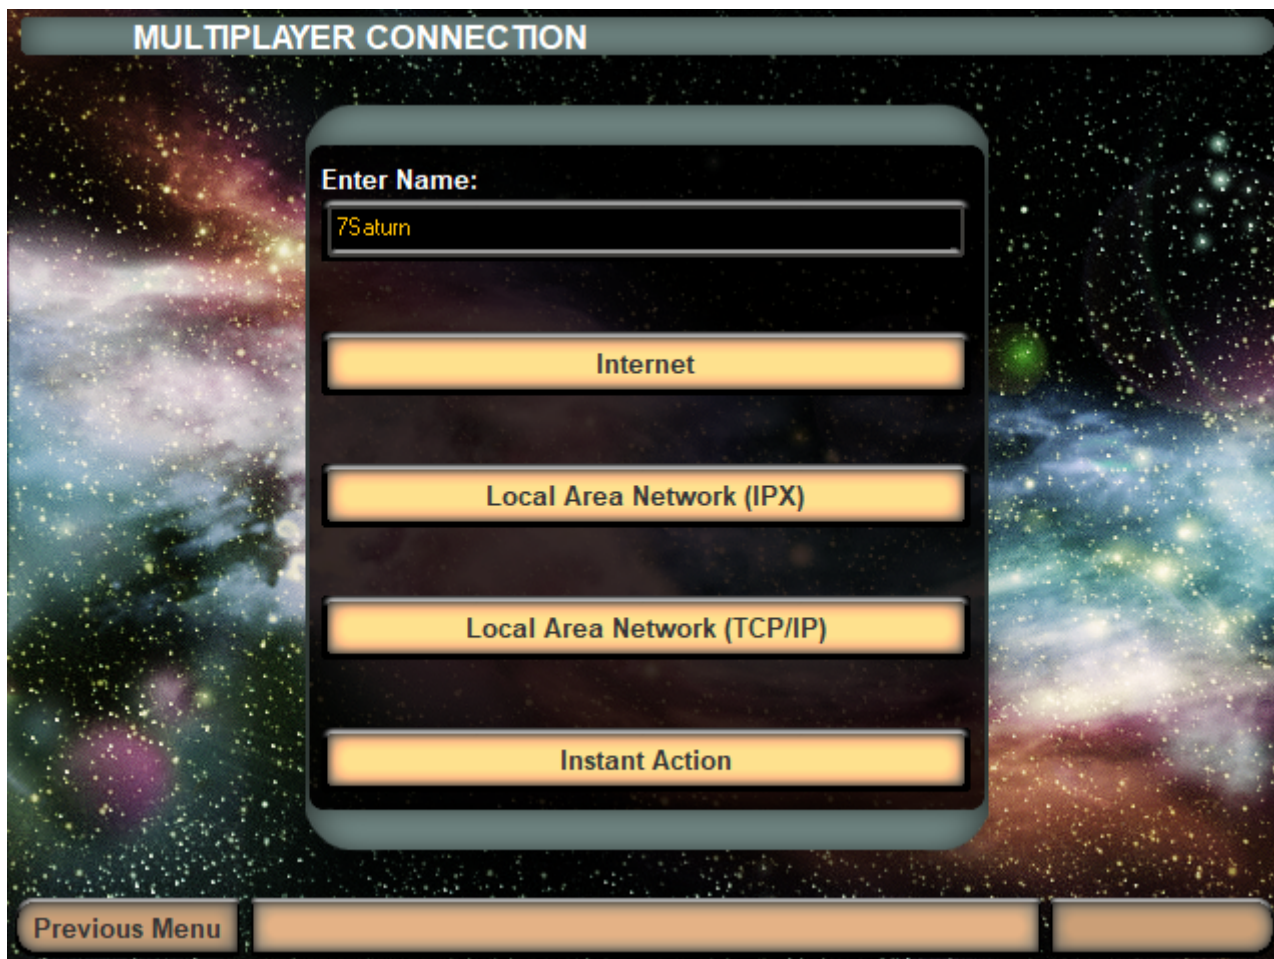 MULTIPLAYER CONNECTION
Enter Name:
7Saturn
Internet
Local Area Network (IPX)
Local Area Network (TCP/IP)
Instant Action
Previous Menu